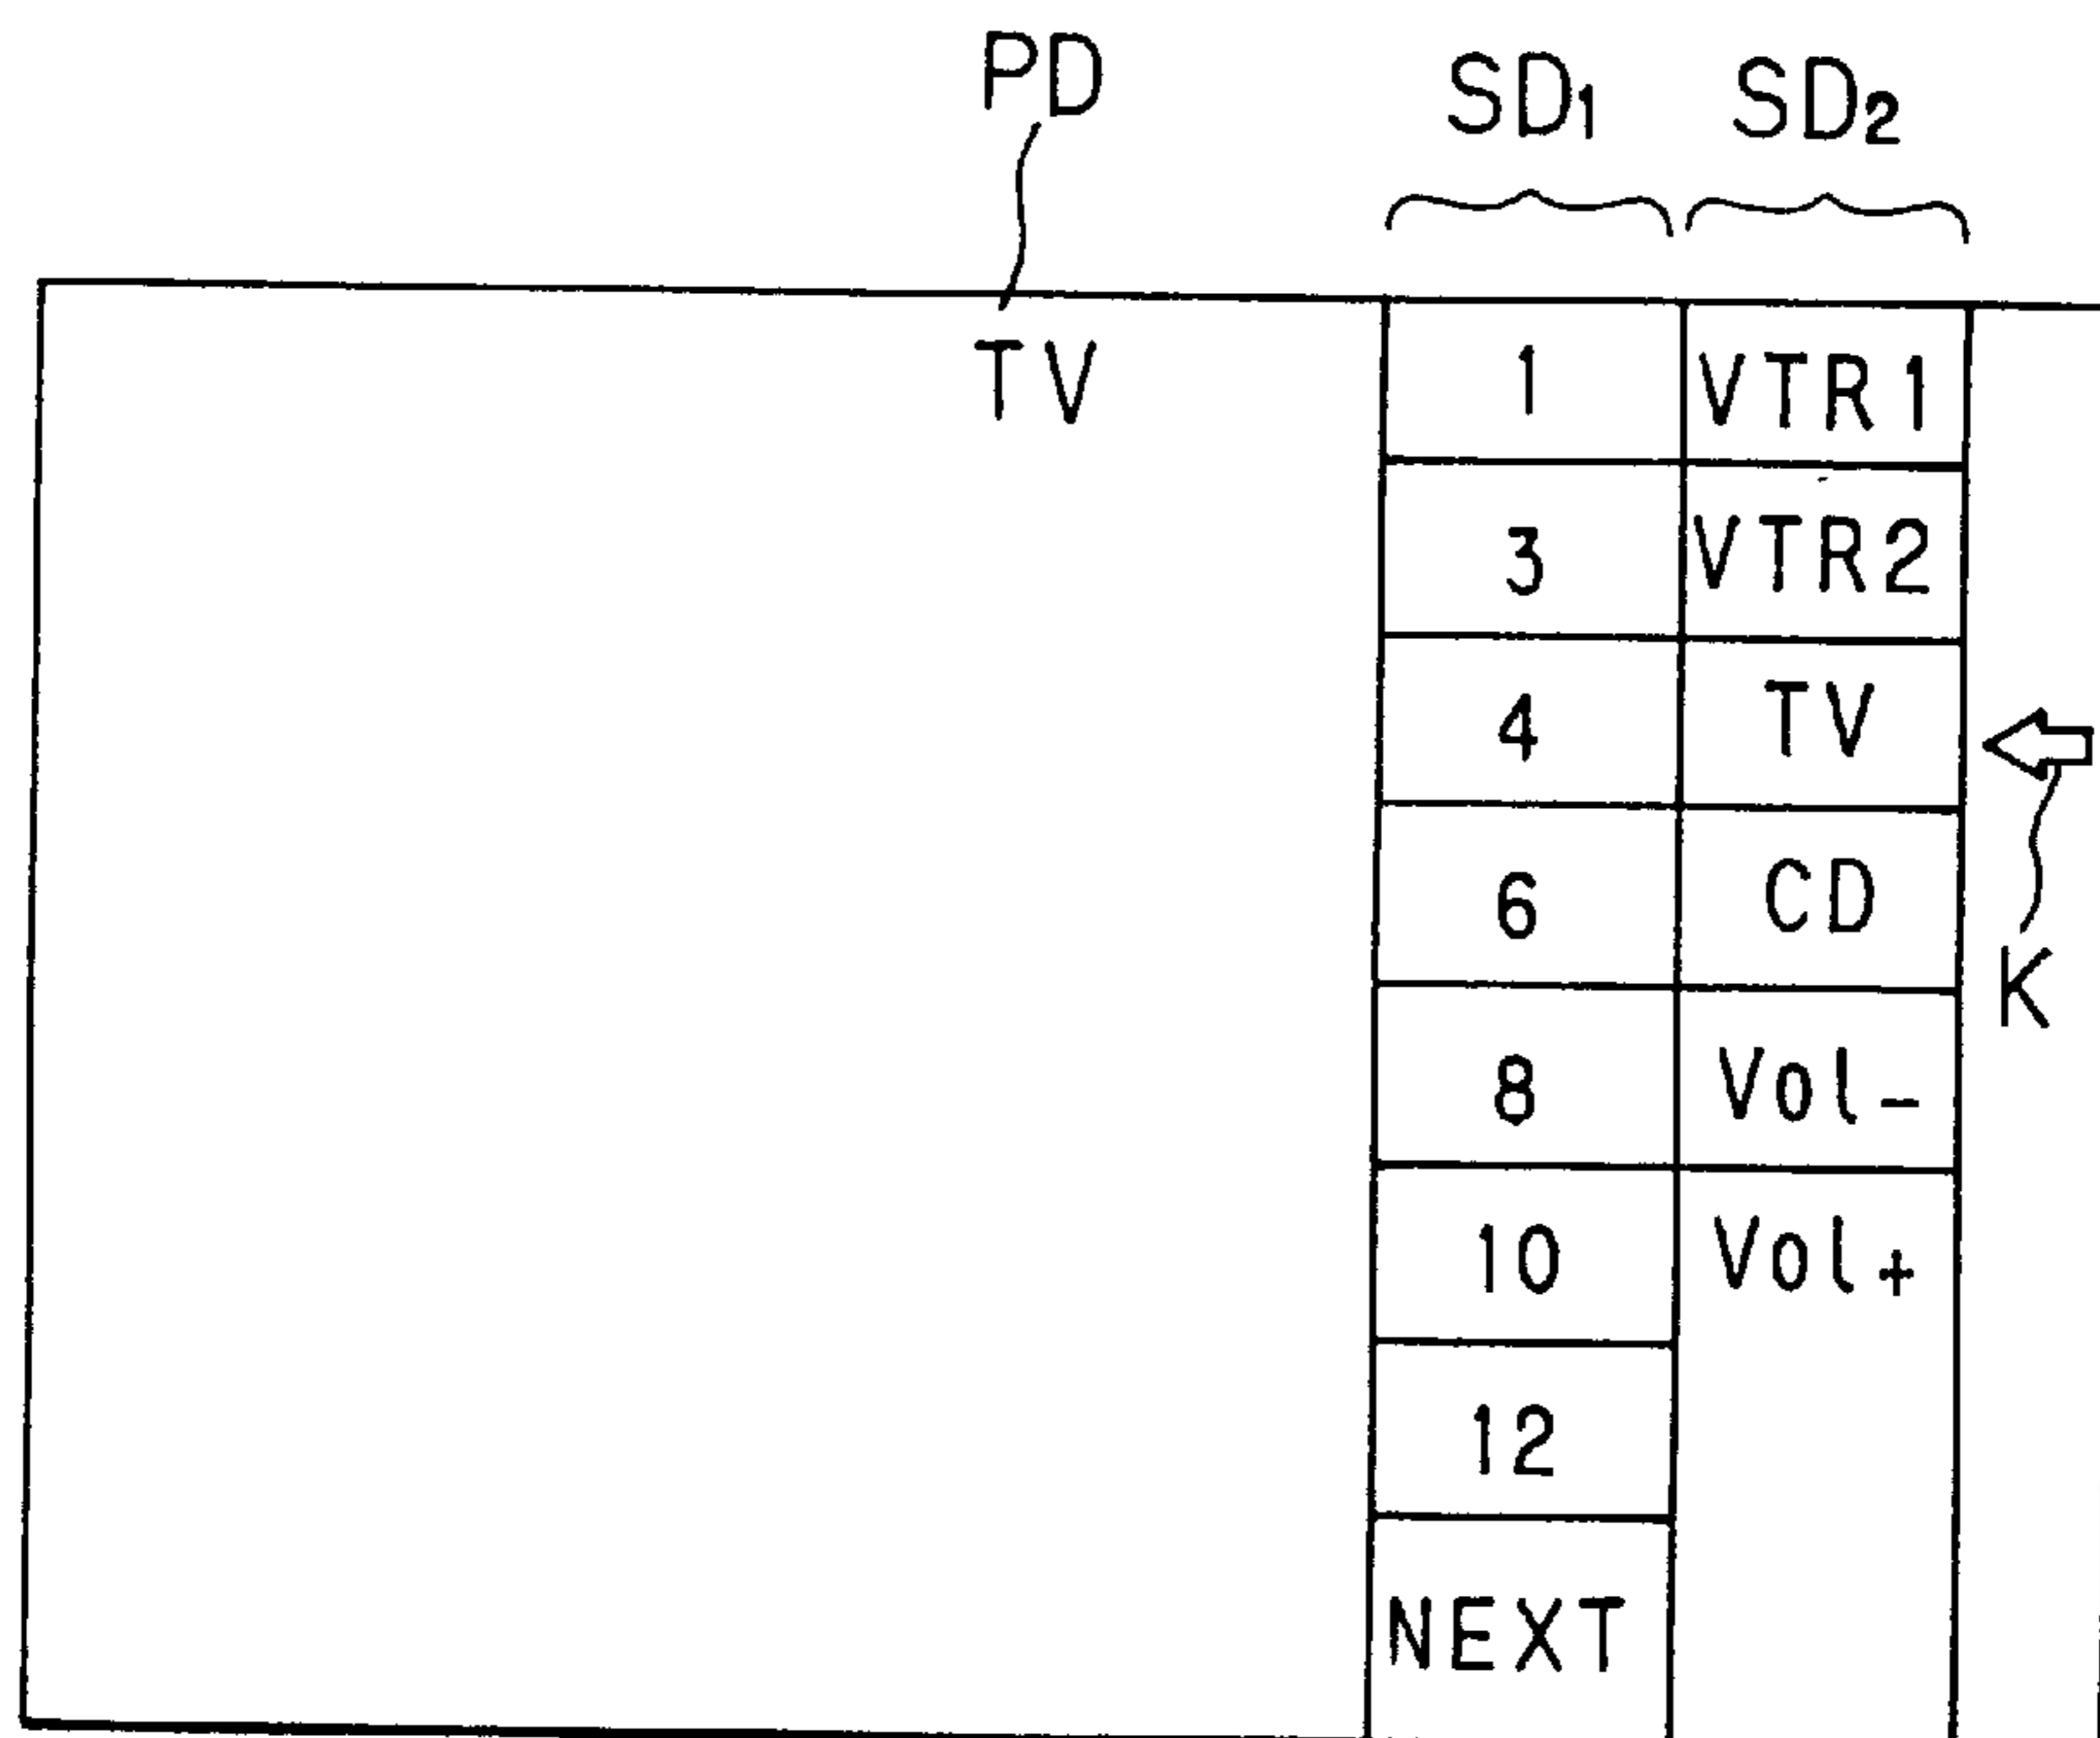 PD SD1 SD2
TV
1 VTR1
3 VTR2
4 TV
6 CD
K
8 Vol-
10 Vol+
12
NEXT